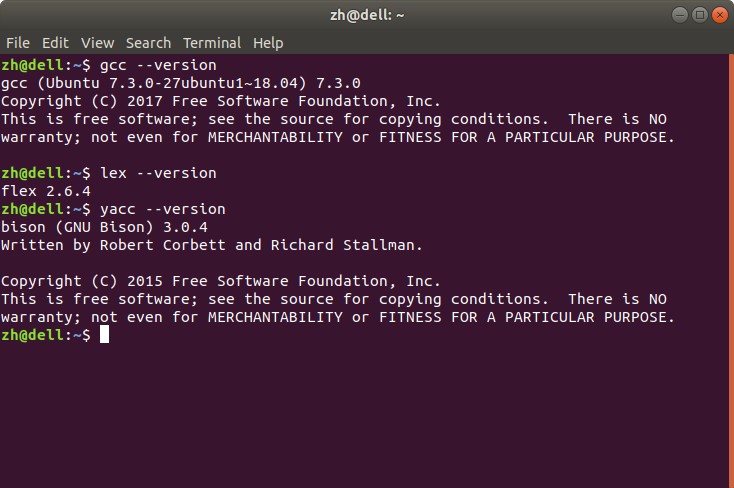 zh@dell: ~
File Edit View Search Terminal Help
zh@dell:~$ gcc --version
gcc (Ubuntu 7.3.0-27ubuntu1~18.04) 7.3.0
Copyright (C) 2017 Free Software Foundation, Inc.
This is free software; see the source for copying conditions.  There is NO
warranty; not even for MERCHANTABILITY or FITNESS FOR A PARTICULAR PURPOSE.
zh@dell:~$ lex --version
flex 2.6.4
zh@dell:~$ yacc --version
bison (GNU Bison) 3.0.4
Written by Robert Corbett and Richard Stallman.
Copyright (C) 2015 Free Software Foundation, Inc.
This is free software; see the source for copying conditions.  There is NO
warranty; not even for MERCHANTABILITY or FITNESS FOR A PARTICULAR PURPOSE.
zh@dell:~$